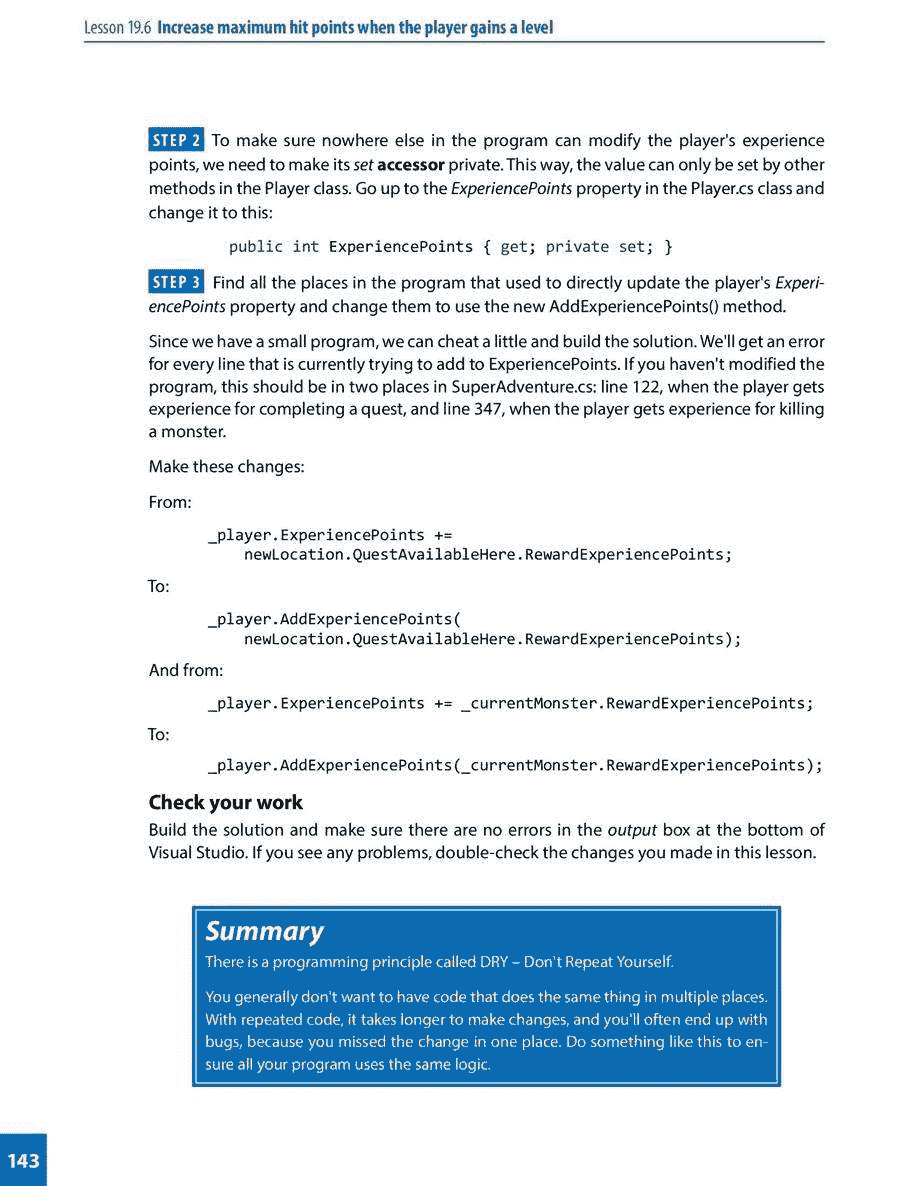 Lesson 19.6 Increase maximum hit points when the player gains a level
STEP 2 To make sure nowhere else in the program can modify the player's experience
points, we need to make its set accessor private. This way, the value can only be set by other
methods in the Player class. Go up to the ExperiencePoints property in the Player.cs class and
change it to this:
public int ExperiencePoints { get; private set; }
STEP 3 Find all the places in the program that used to directly update the player's Experi-
encePoints property and change them to use the new AddExperiencePoints() method.
Since we have a small program, we can cheat a little and build the solution. We'll get an error
for every line that is currently trying to add to ExperiencePoints. If you haven't modified the
program, this should be in two places in SuperAdventure.cs: line 122, when the player gets
experience for completing a quest, and line 347, when the player gets experience for killing
a monster.
Make these changes:
From:
_player.ExperiencePoints +=
newLocation.QuestAvailableHere.RewardExperiencePoints;
To:
_player.AddExperiencePoints(
newLocation.QuestAvailableHere.RewardExperiencePoints);
And from:
_player.ExperiencePoints += _currentMonster.RewardExperiencePoints;
To:
_player.AddExperiencePoints(_currentMonster.RewardExperiencePoints);
Check your work
Build the solution and make sure there are no errors in the output box at the bottom of
Visual Studio. If you see any problems, double-check the changes you made in this lesson.
Summary
There is a programming principle called DRY – Don't Repeat Yourself.
You generally don't want to have code that does the same thing in multiple places.
With repeated code, it takes longer to make changes, and you'll often end up with
bugs, because you missed the change in one place. Do something like this to en-
sure all your program uses the same logic.
143